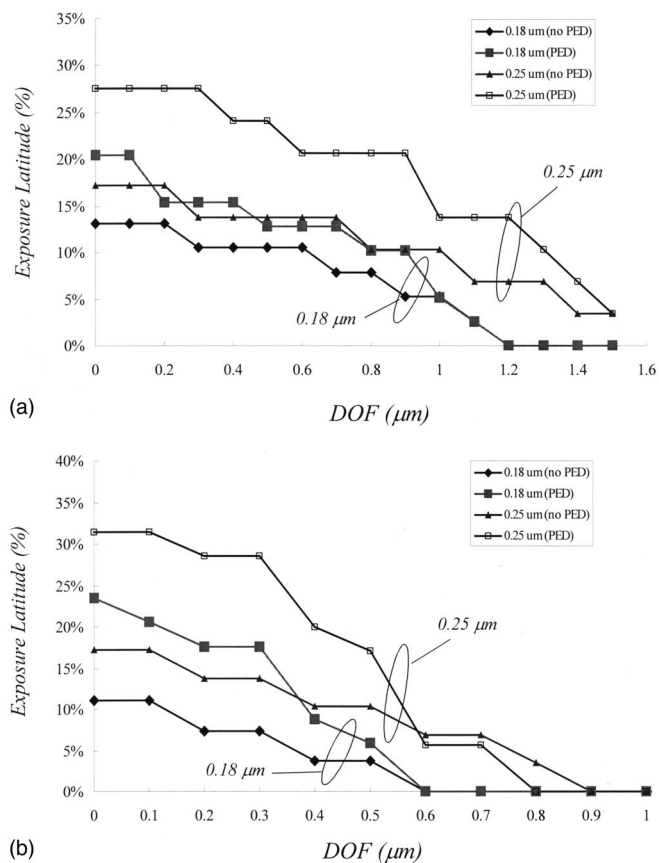 35%
30%
25%
20%
15%
10%
5%
0%
Exposure Latitude (%)
0.18 um (no PED)
0.18 um (PED)
0.25 um (no PED)
0.25 um (PED)
0.25 μm
0.18 μm
0 0.2 0.4 0.6 0.8 1 1.2 1.4 1.6
(a)
DOF (μm)
40%
35%
30%
25%
20%
15%
10%
5%
0%
Exposure Latitude (%)
0.18 um (no PED)
0.18 um (PED)
0.25 um (no PED)
0.25 um (PED)
0.25 μm
0.18 μm
0 0.1 0.2 0.3 0.4 0.5 0.6 0.7 0.8 0.9 1
(b)
DOF (μm)